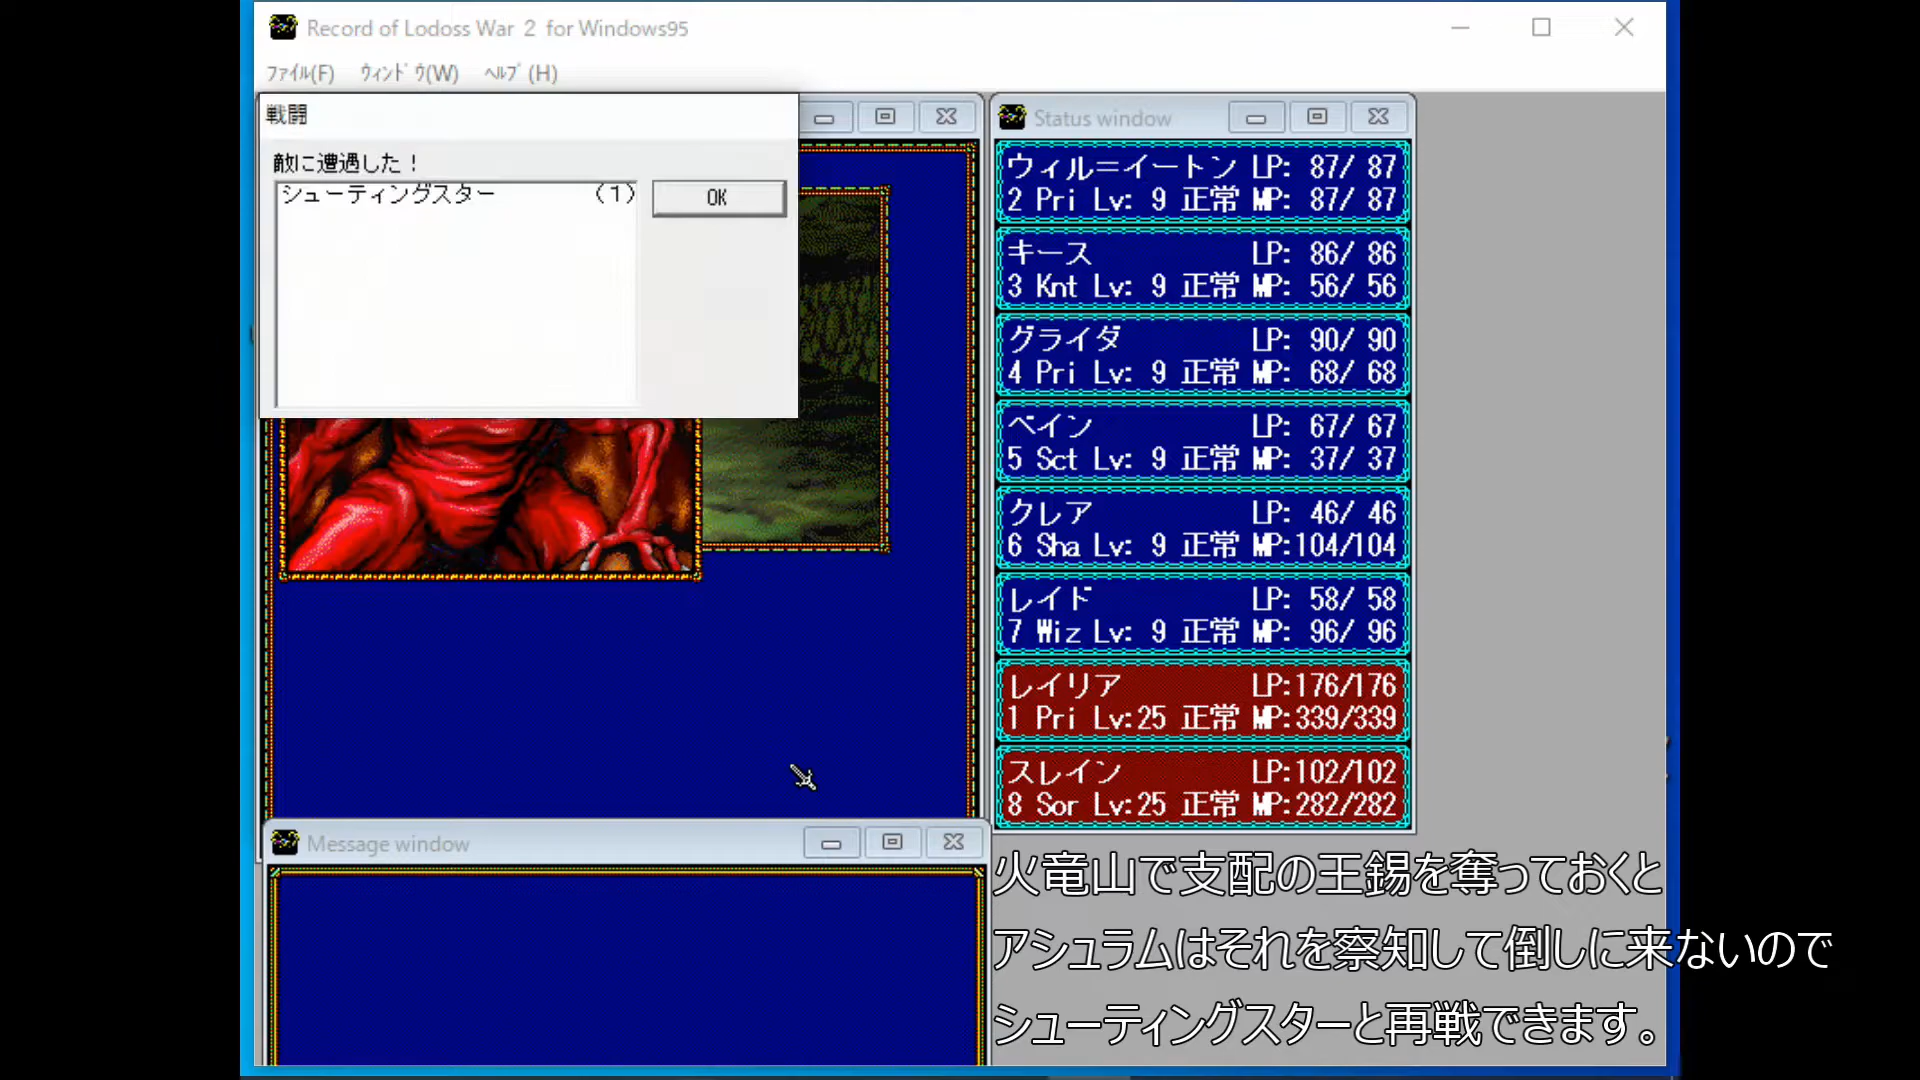 Record of Lodoss War 2 for Windows95
ﾌｧｲﾙ(F) ｳｨﾝﾄﾞｳ(W) ﾍﾙﾌﾟ(H)
戦闘
敵に遭遇した！
シューティングスター (1)
OK
Status window
ウィル=イートン LP: 87/ 87
2 Pri Lv: 9 正常 MP: 87/ 87
キース LP: 86/ 86
3 Knt Lv: 9 正常 MP: 56/ 56
グライダ LP: 90/ 90
4 Pri Lv: 9 正常 MP: 68/ 68
ベイン LP: 67/ 67
5 Sct Lv: 9 正常 MP: 37/ 37
クレア LP: 46/ 46
6 Sha Lv: 9 正常 MP:104/104
レイド LP: 58/ 58
7 Wiz Lv: 9 正常 MP: 96/ 96
レイリア LP:176/176
1 Pri Lv:25 正常 MP:339/339
スレイン LP:102/102
8 Sor Lv:25 正常 MP:282/282
Message window
火竜山で支配の王錫を奪っておくと
アシュラムはそれを察知して倒しに来ないので
シューティングスターと再戦できます。